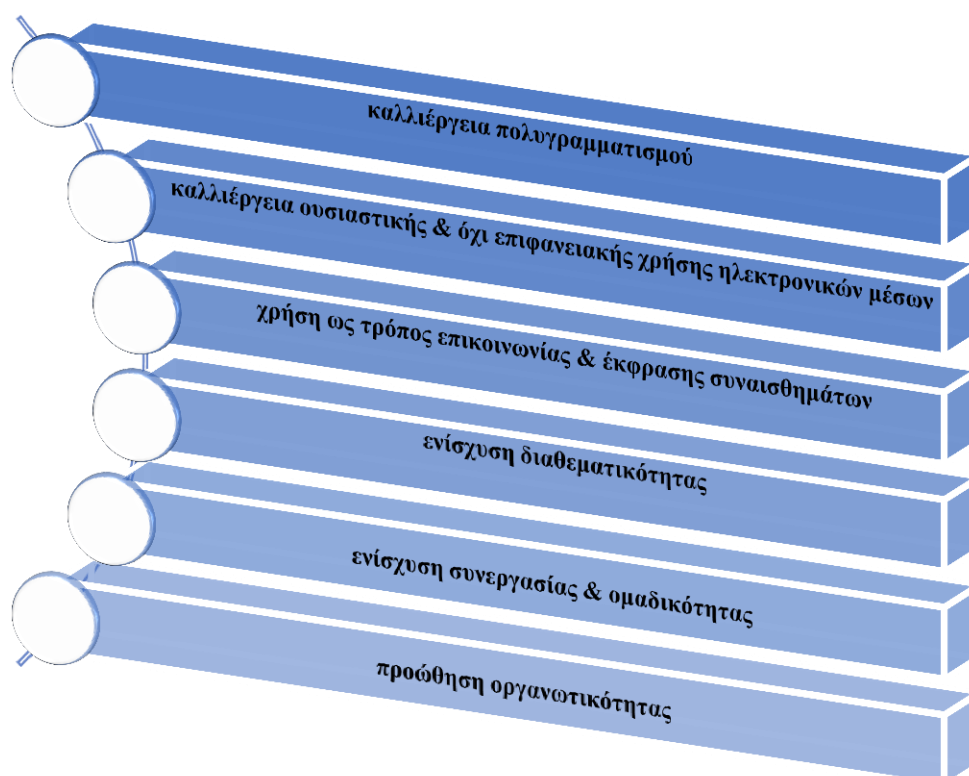 καλλιέργεια πολυγραμματισμού
καλλιέργεια ουσιαστικής & όχι επιφανειακής χρήσης ηλεκτρονικών μέσων
χρήση ως τρόπος επικοινωνίας & έκφρασης συναισθημάτων
ενίσχυση διαθεματικότητας
ενίσχυση συνεργασίας & ομαδικότητας
προώθηση οργανωτικότητας